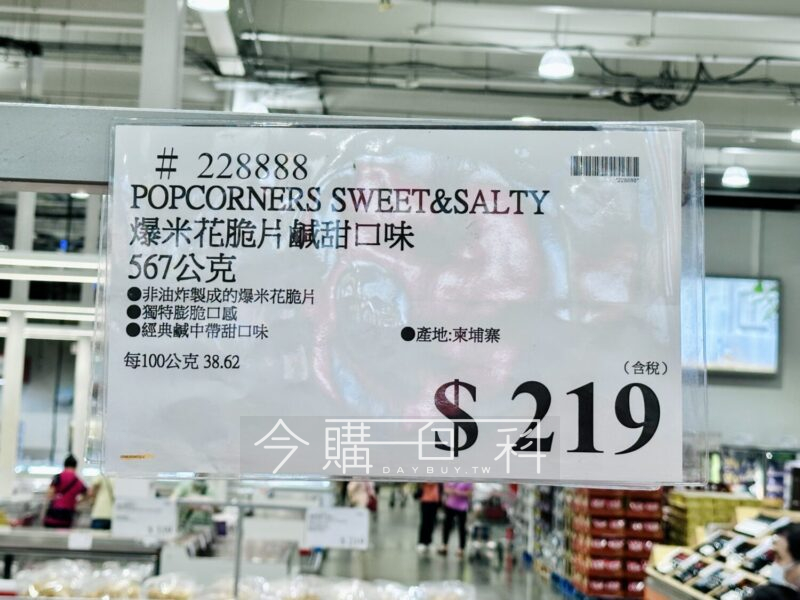 # 228888
POPCORNERS SWEET&SALTY
爆米花脆片鹹甜口味
567公克
●非油炸製成的爆米花脆片
●獨特膨脆口感
●經典鹹中帶甜口味
●產地:柬埔寨
每100公克 38.62
(含稅)
$ 219
今購百科
DAYBUY.TW